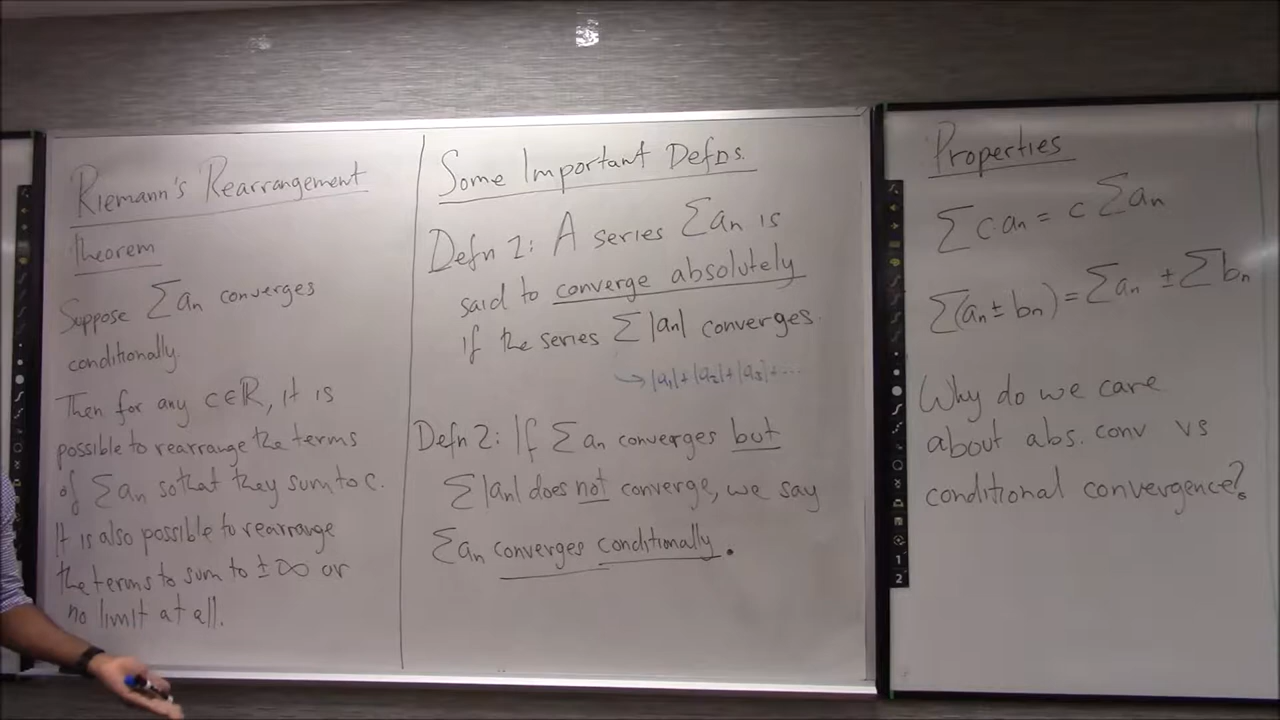 Riemann's Rearrangement
Theorem
Suppose Σan converges
conditionally.
Then for any c∈ℝ, it is
possible to rearrange the terms
of Σan so that they sum to c.
It is also possible to rearrange
the terms to sum to ±∞ or
no limit at all.
Some Important Defns.
Defn 2: A series Σan is
said to converge absolutely
if the series Σ|an| converges.
→|a1|+|a2|+|a3|+...
Defn 2: If Σan converges but
Σ|an| does not converge, we say
Σan converges conditionally.
Properties
Σc·an = c Σan
Σ(an ± bn) = Σan ± Σbn
Why do we care
about abs. conv vs
conditional convergence?
1
2